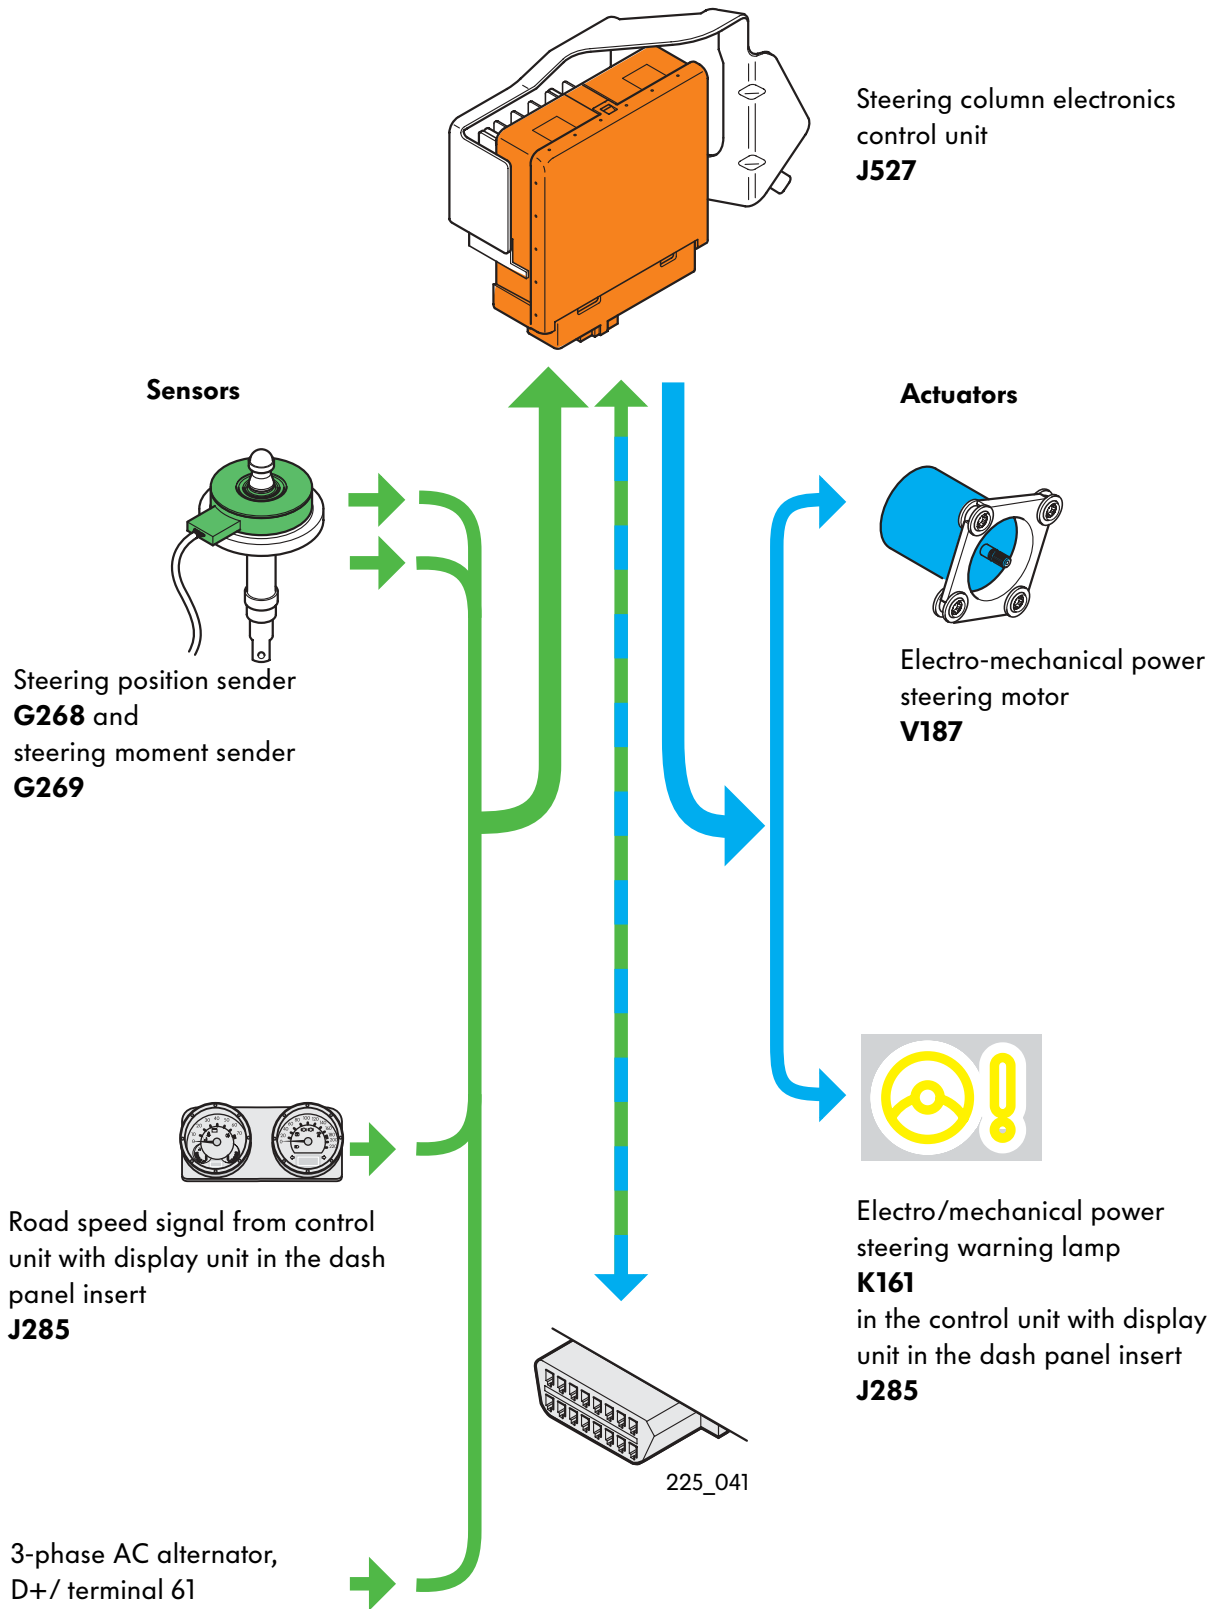 Steering column electronics
control unit
J527
Sensors
Actuators
Steering position sender
G268 and
steering moment sender
G269
Electro-mechanical power
steering motor
V187
Road speed signal from control
unit with display unit in the dash
panel insert
J285
Electro/mechanical power
steering warning lamp
K161
in the control unit with display
unit in the dash panel insert
J285
225_041
3-phase AC alternator,
D+/ terminal 61